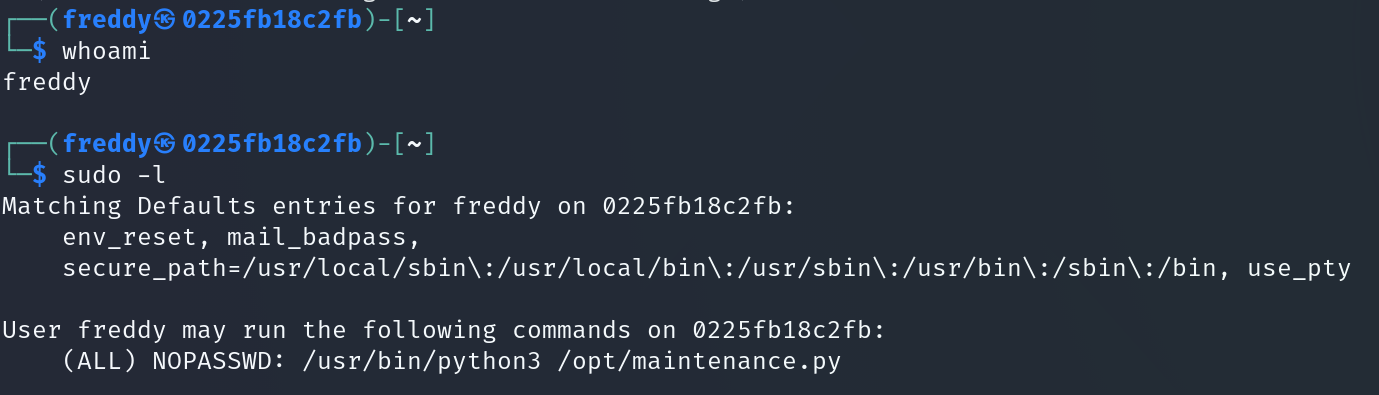 ┌──(freddy㉿0225fb18c2fb)-[~]
└─$ whoami
freddy
┌──(freddy㉿0225fb18c2fb)-[~]
└─$ sudo -l
Matching Defaults entries for freddy on 0225fb18c2fb:
    env_reset, mail_badpass,
    secure_path=/usr/local/sbin\:/usr/local/bin\:/usr/sbin\:/usr/bin\:/sbin\:/bin, use_pty
User freddy may run the following commands on 0225fb18c2fb:
    (ALL) NOPASSWD: /usr/bin/python3 /opt/maintenance.py